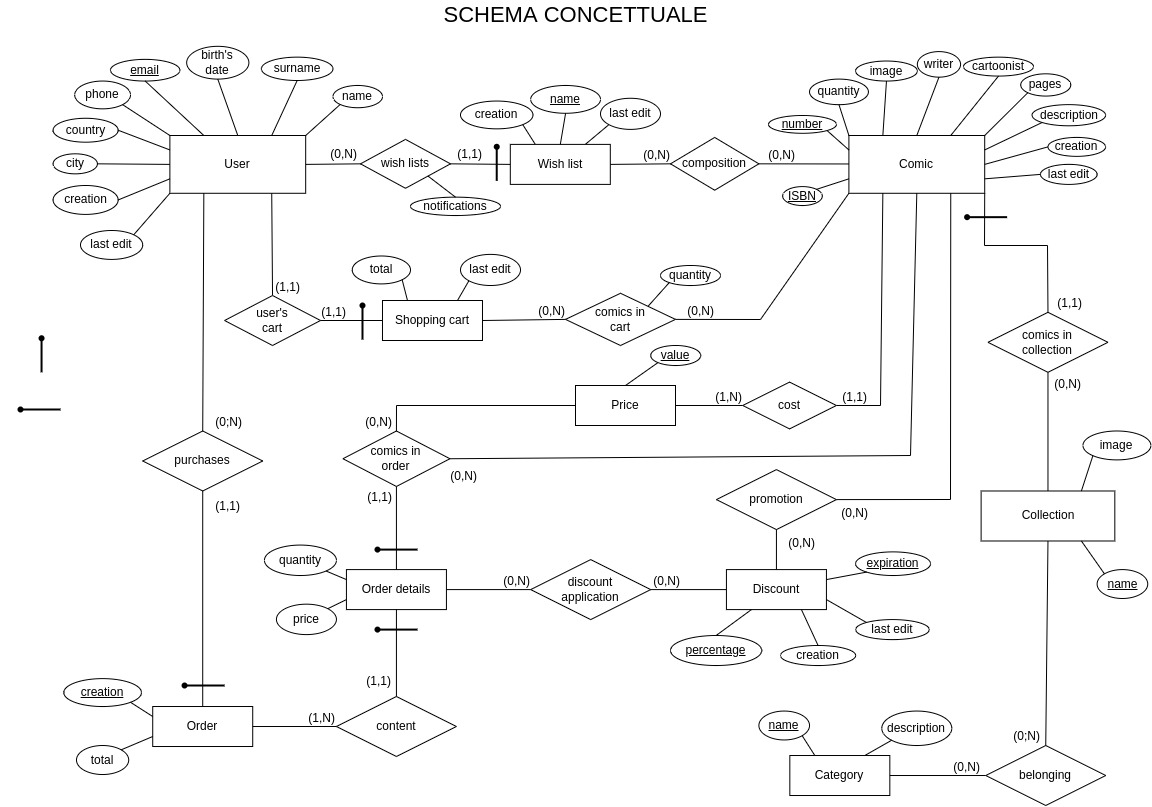 SCHEMA CONCETTUALE
birth's
date
email
surname
phone
name
country
city
creation
last edit
User
(0,N)
wish lists
(1,1)
notifications
creation
name
last edit
Wish list
(0,N)
composition
(0,N)
quantity
image
writer
cartoonist
pages
number
description
creation
last edit
ISBN
Comic
(1,1)
user's
cart
(1,1)
total
last edit
Shopping cart
(0,N)
comics in
cart
quantity
(0,N)
(1,1)
comics in
collection
(0,N)
value
Price
(1,N)
cost
(1,1)
(0;N)
purchases
(1,1)
(0,N)
comics in
order
(0,N)
(1,1)
promotion
(0,N)
(0,N)
image
Collection
name
quantity
price
Order details
(0,N)
discount
application
(0,N)
Discount
expiration
last edit
creation
percentage
(1,1)
creation
total
Order
(1,N)
content
name
description
Category
(0,N)
belonging
(0;N)